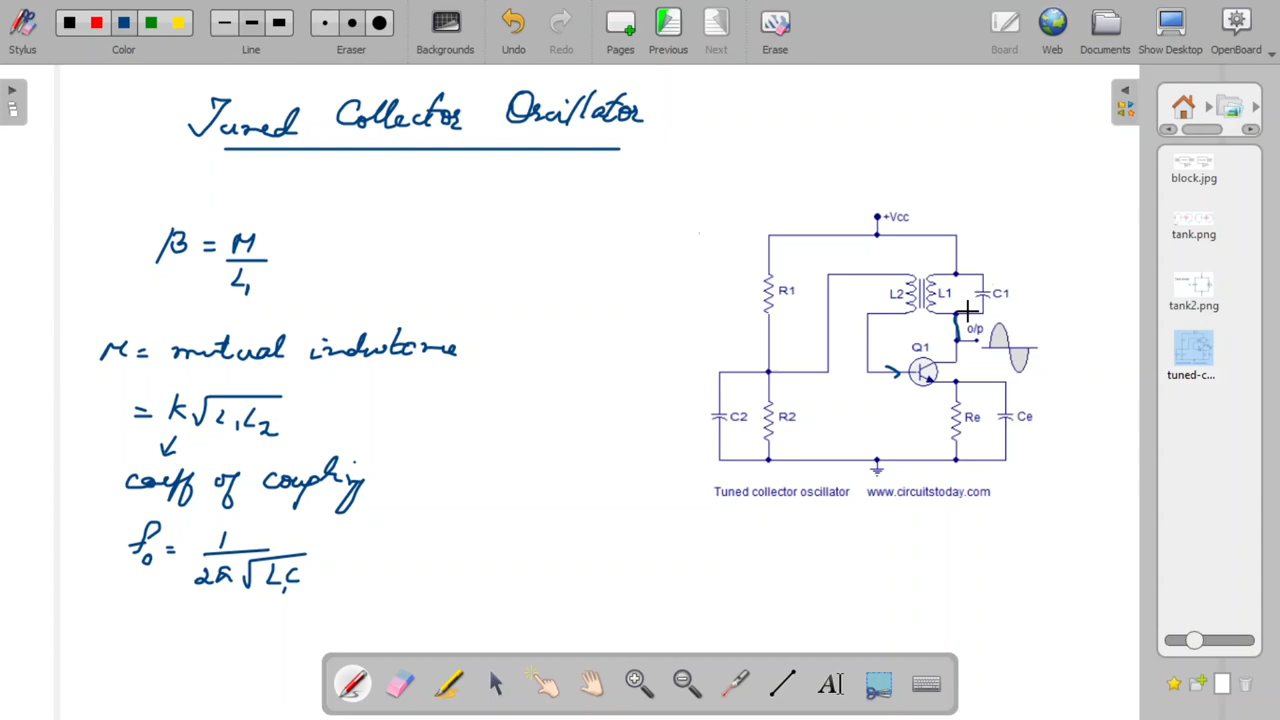 Stylus
Color
Line
Eraser
Backgrounds
Undo
Redo
Pages
Previous
Next
Erase
Board
Web
Documents
Show Desktop
OpenBoard
Tuned Collector Oscillator
β = M
L1
M = mutual inductance
= k√L1L2
coeff of coupling
f0 = 1
2π√L1C
+Vcc
R1
L2
L1
C1
o/p
Q1
C2
R2
Re
Ce
Tuned collector oscillator www.circuitstoday.com
block.jpg
tank.png
tank2.png
tuned-c...
AI